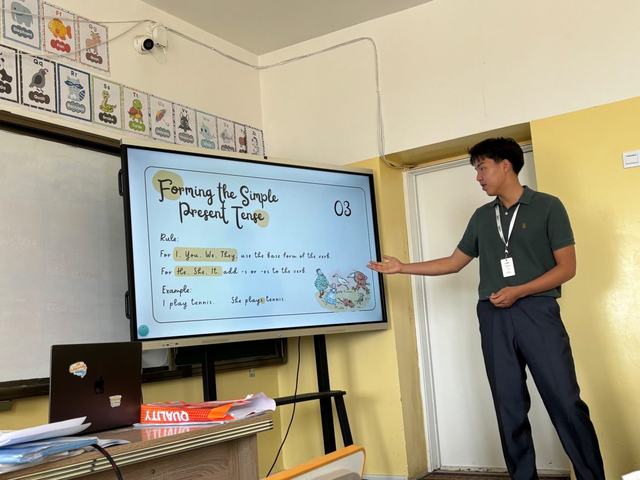 Forming the Simple
Present Tense
03
Rule:
For I, You, We, They use the base form of the verb.
For He, She, It add -s or -es to the verb.
Example:
I play tennis. She plays tennis.
QUALITY